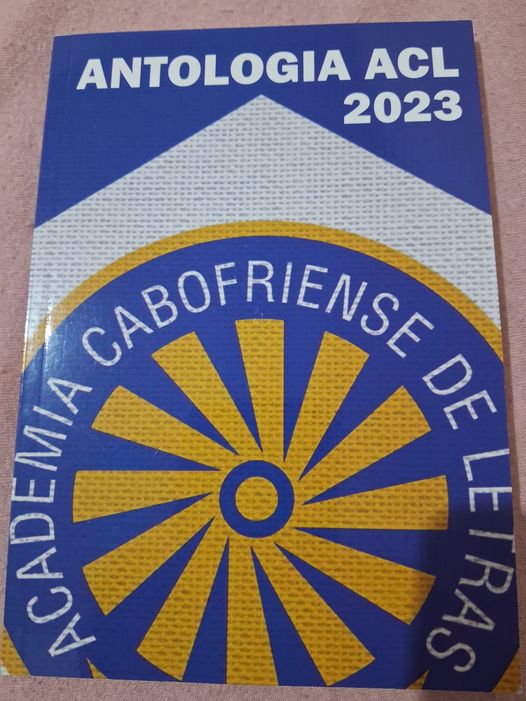 ANTOLOGIA ACL
2023
ACADEMIA CABOFRIENSE DE LETRAS